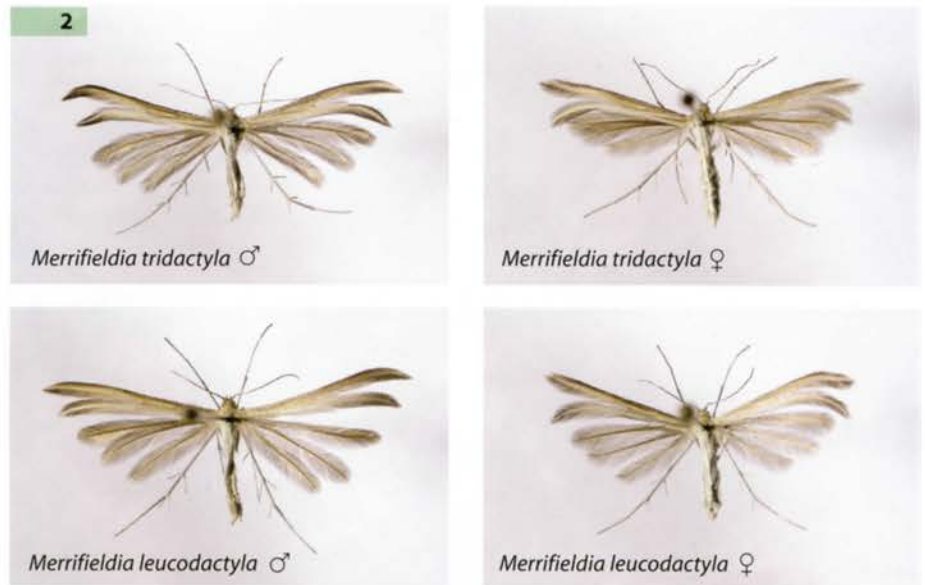 2
Merrifieldia tridactyla ♂
Merrifieldia tridactyla ♀
Merrifieldia leucodactyla ♂
Merrifieldia leucodactyla ♀